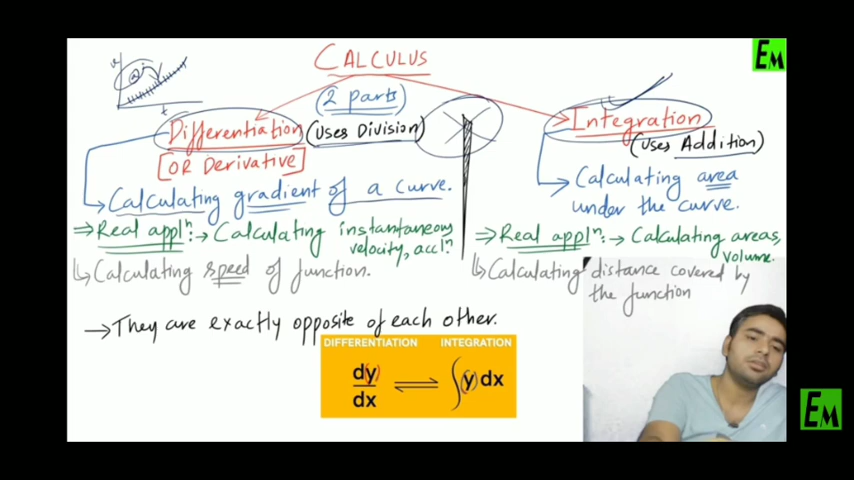 CALCULUS
EM
(2 parts)
v
t
Differentiation (Uses Division)
[OR Derivative]
Integration
(Uses Addition)
→ Calculating gradient of a curve.
→ Calculating area
under the curve.
⇒ Real applⁿ: → Calculating instantaneous
velocity, accⁿ.
⇒ Real applⁿ: → Calculating areas,
volume.
↳ Calculating speed of function.
↳ Calculating distance covered by
the function
→ They are exactly opposite of each other.
DIFFERENTIATION INTEGRATION
dy/dx ⇌ ∫(y)dx
EM